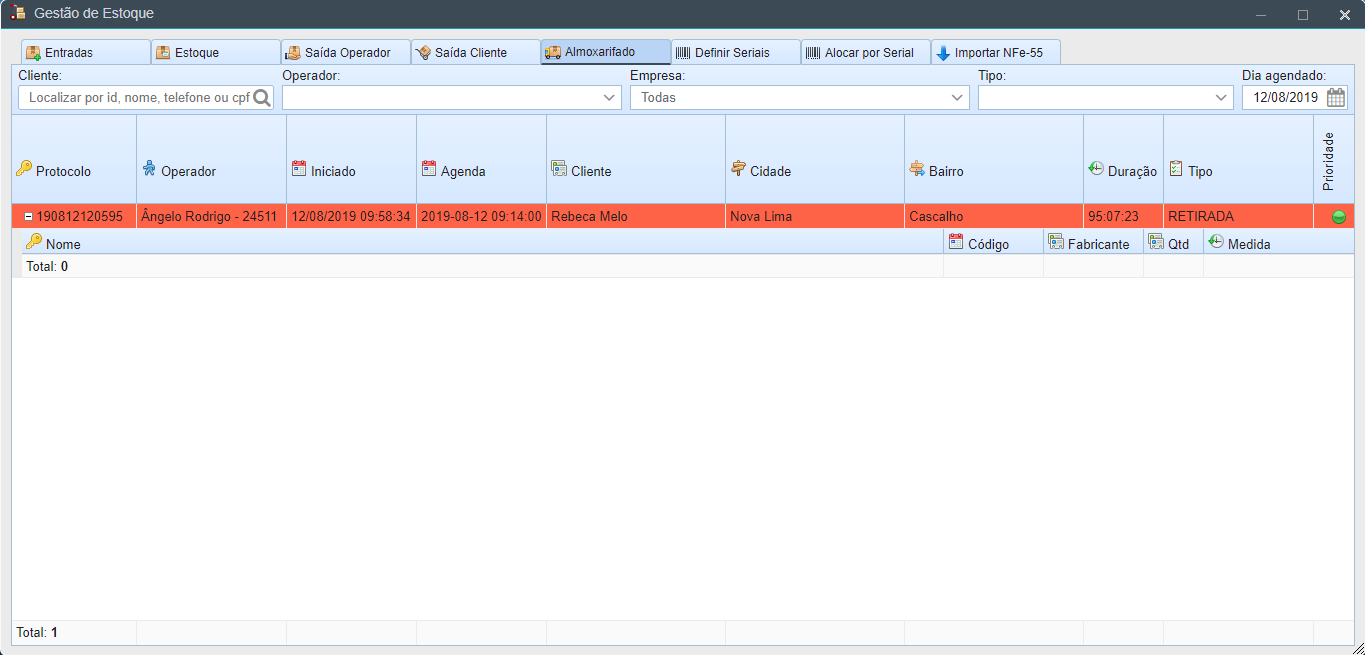 Gestão de Estoque
Entradas Estoque Saída Operador Saída Cliente Almoxarifado Definir Seriais Alocar por Serial Importar NFe-55
Cliente: Operador: Empresa: Tipo: Dia agendado:
Localizar por id, nome, telefone ou cpf Todas 12/08/2019
Protocolo Operador Iniciado Agenda Cliente Cidade Bairro Duração Tipo Prioridade
190812120595 Ângelo Rodrigo - 24511 12/08/2019 09:58:34 2019-08-12 09:14:00 Rebeca Melo Nova Lima Cascalho 95:07:23 RETIRADA
Nome Código Fabricante Qtd Medida
Total: 0
Total: 1